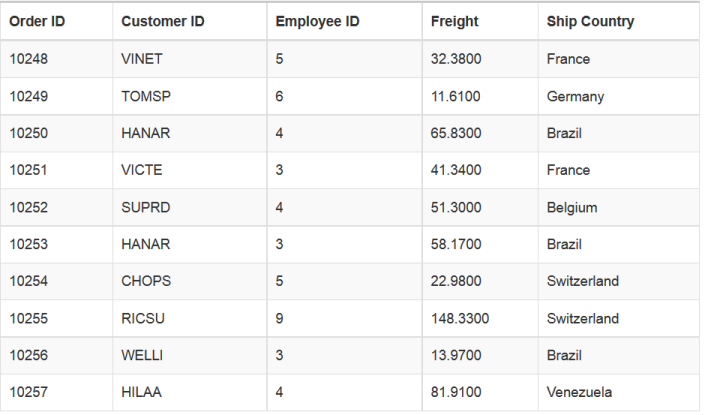 Order ID Customer ID Employee ID Freight Ship Country
10248 VINET 5 32.3800 France
10249 TOMSP 6 11.6100 Germany
10250 HANAR 4 65.8300 Brazil
10251 VICTE 3 41.3400 France
10252 SUPRD 4 51.3000 Belgium
10253 HANAR 3 58.1700 Brazil
10254 CHOPS 5 22.9800 Switzerland
10255 RICSU 9 148.3300 Switzerland
10256 WELLI 3 13.9700 Brazil
10257 HILAA 4 81.9100 Venezuela